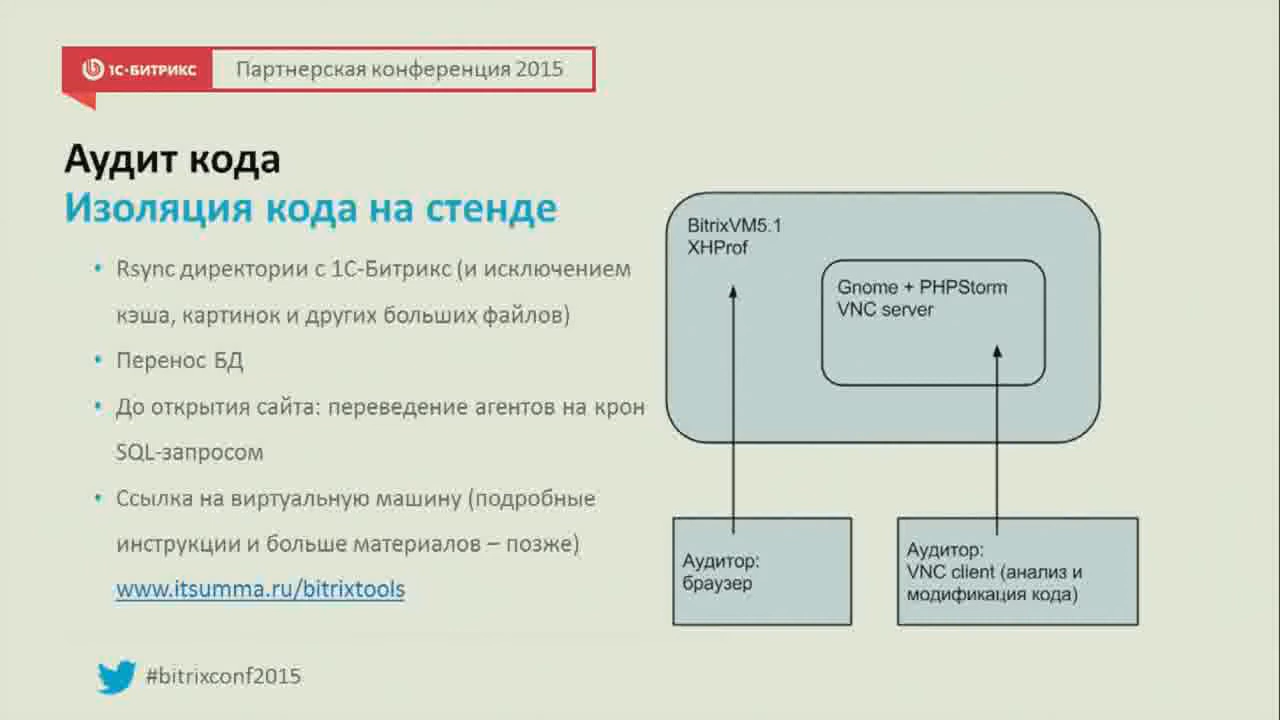 1С-БИТРИКС
Партнерская конференция 2015
Аудит кода
Изоляция кода на стенде
• Rsync директории с 1С-Битрикс (и исключением
кэша, картинок и других больших файлов)
• Перенос БД
• До открытия сайта: переведение агентов на крон
SQL-запросом
• Ссылка на виртуальную машину (подробные
инструкции и больше материалов – позже)
www.itsumma.ru/bitrixtools
BitrixVM5.1
XHProf
Gnome + PHPStorm
VNC server
Аудитор:
браузер
Аудитор:
VNC client (анализ и
модификация кода)
#bitrixconf2015